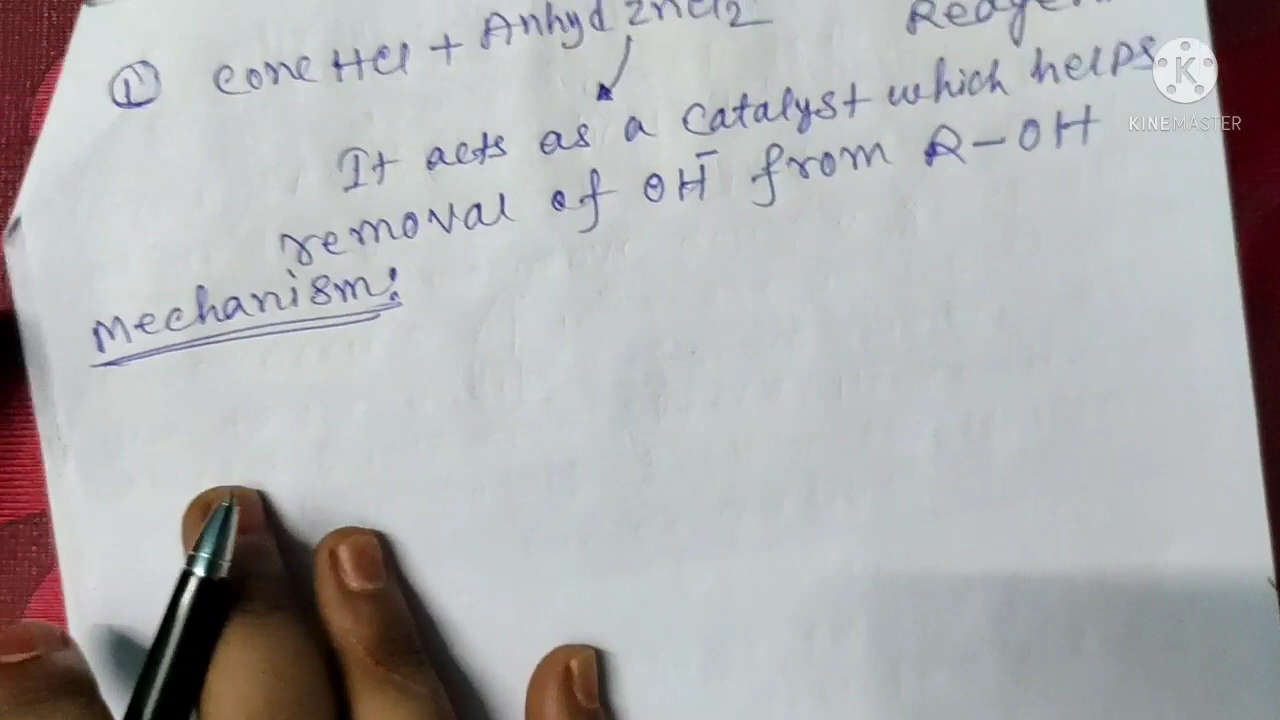 ① conc HCl + Anhyd ZnCl2
It acts as a catalyst which helps
removal of OH⁻ from R-OH
Mechanism:
KINEMASTER